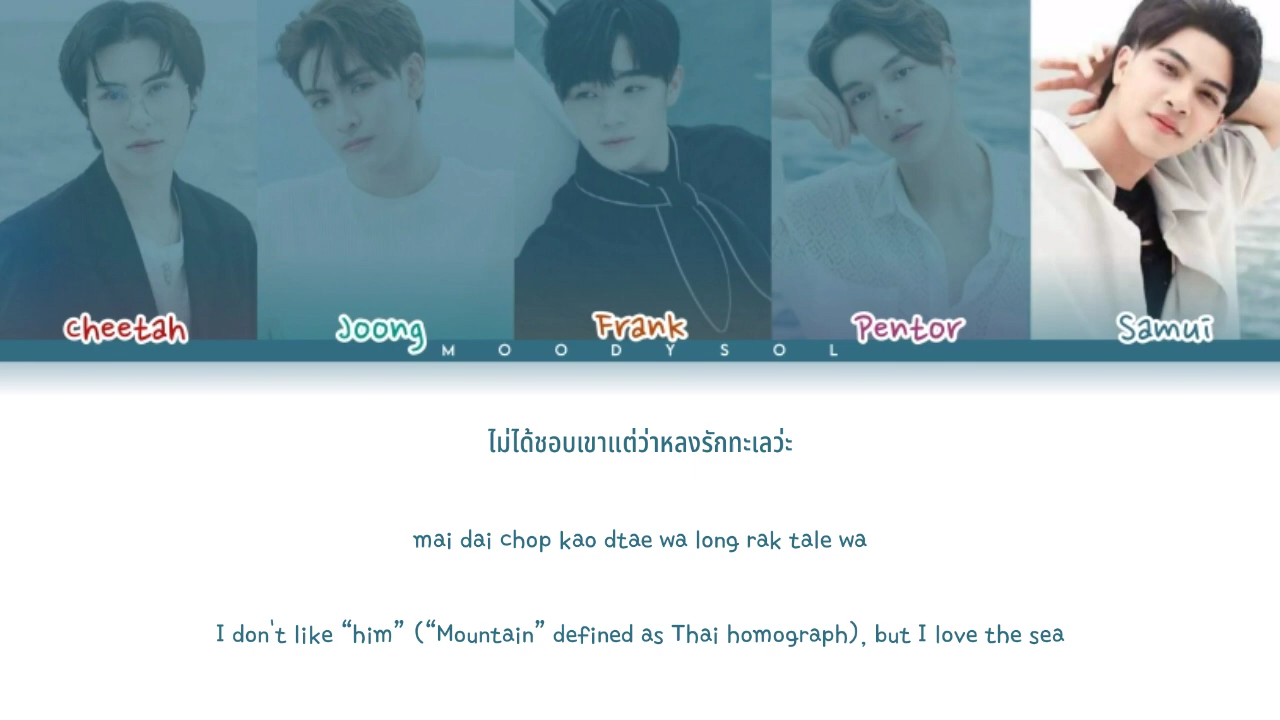 cheetah Joong Frank Pentor Samui
MOODYSOL
ไม่ได้ชอบเขาแต่ว่าหลงรักทะเลว่ะ
mai dai chop kao dtae wa long rak tale wa
I don't like “him” (“Mountain” defined as Thai homograph), but I love the sea